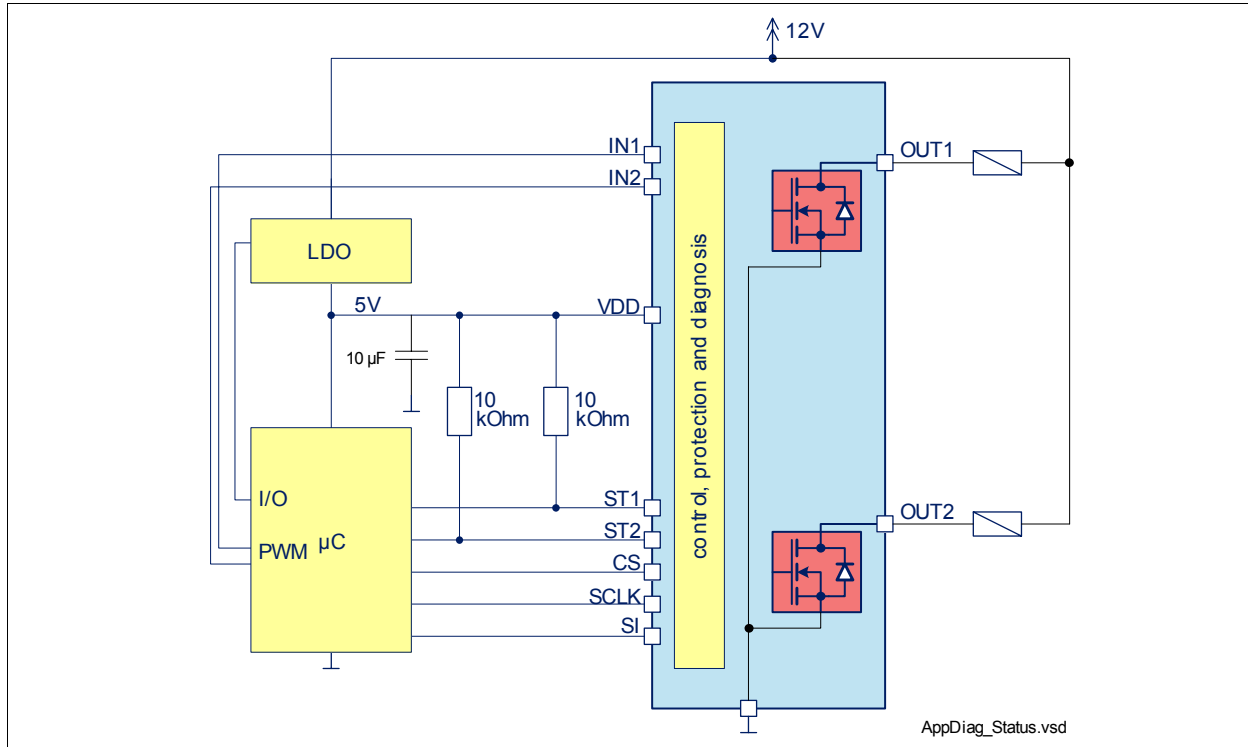 12V
IN1
IN2
OUT1
LDO
5V
VDD
10 µF
10
kOhm
10
kOhm
control, protection and diagnosis
I/O
PWM
µC
ST1
ST2
CS
SCLK
SI
OUT2
AppDiag_Status.vsd